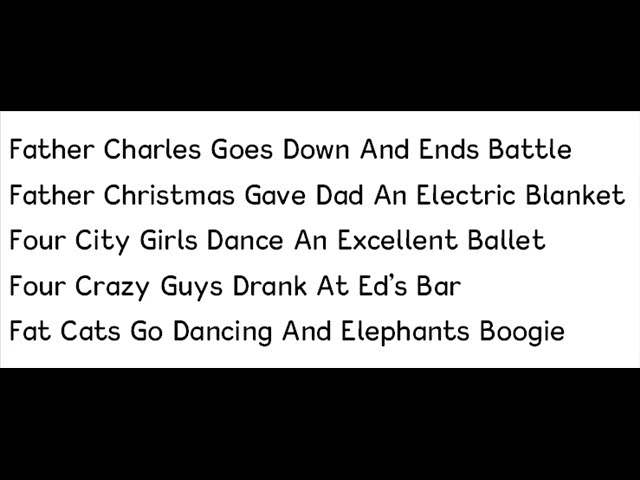 Father Charles Goes Down And Ends Battle
Father Christmas Gave Dad An Electric Blanket
Four City Girls Dance An Excellent Ballet
Four Crazy Guys Drank At Ed's Bar
Fat Cats Go Dancing And Elephants Boogie